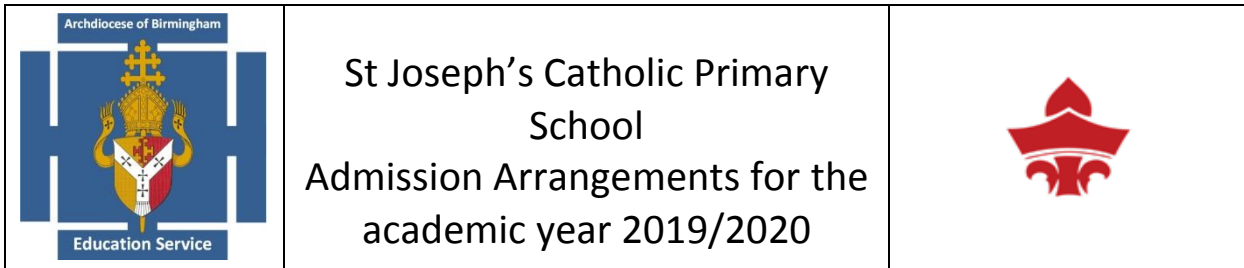 Archdiocese of Birmingham
Education Service
St Joseph’s Catholic Primary
School
Admission Arrangements for the
academic year 2019/2020